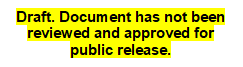 Draft. Document has not been
reviewed and approved for
public release.